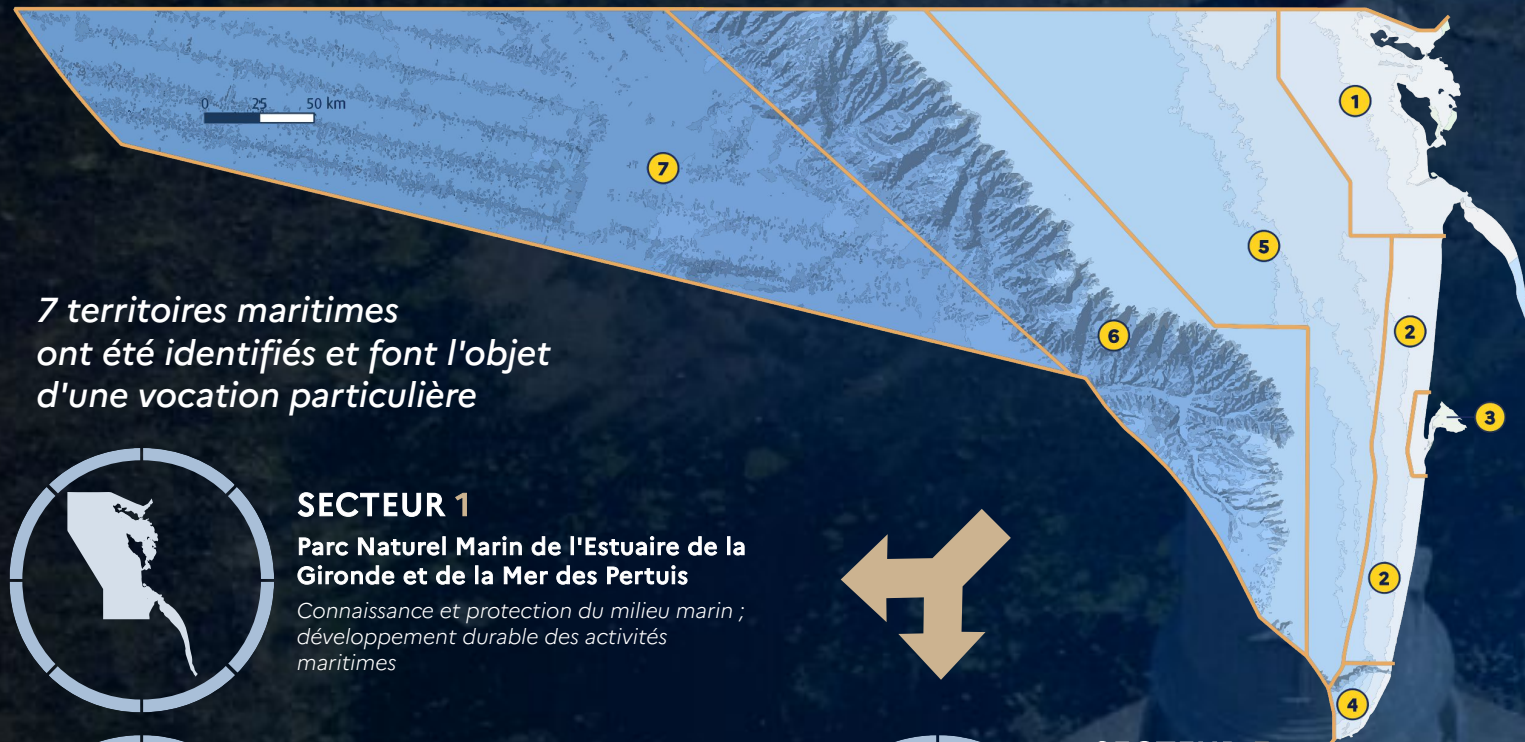 0 25 50 km
1
7
5
2
6
3
2
4
7 territoires maritimes
ont été identifiés et font l'objet
d'une vocation particulière
SECTEUR 1
Parc Naturel Marin de l'Estuaire de la
Gironde et de la Mer des Pertuis
Connaissance et protection du milieu marin ;
développement durable des activités
maritimes